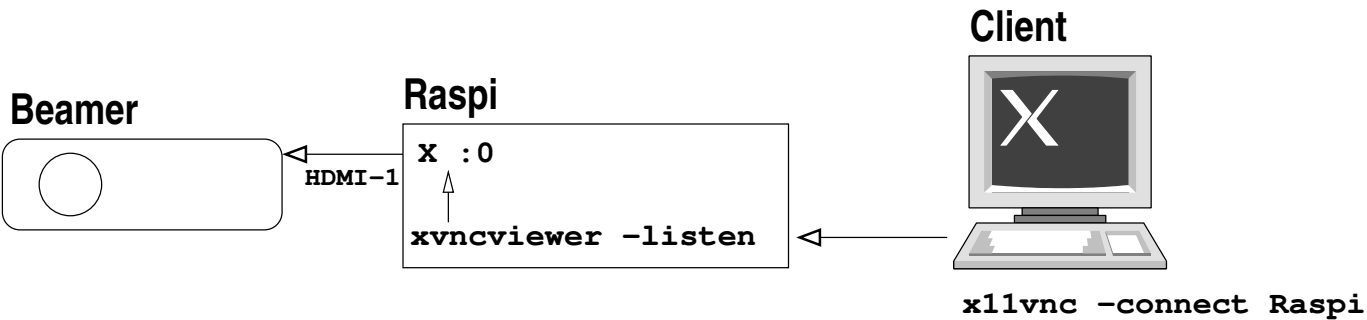 Client
Raspi
Beamer
X :0
HDMI-1
xvncviewer -listen
X
x11vnc -connect Raspi